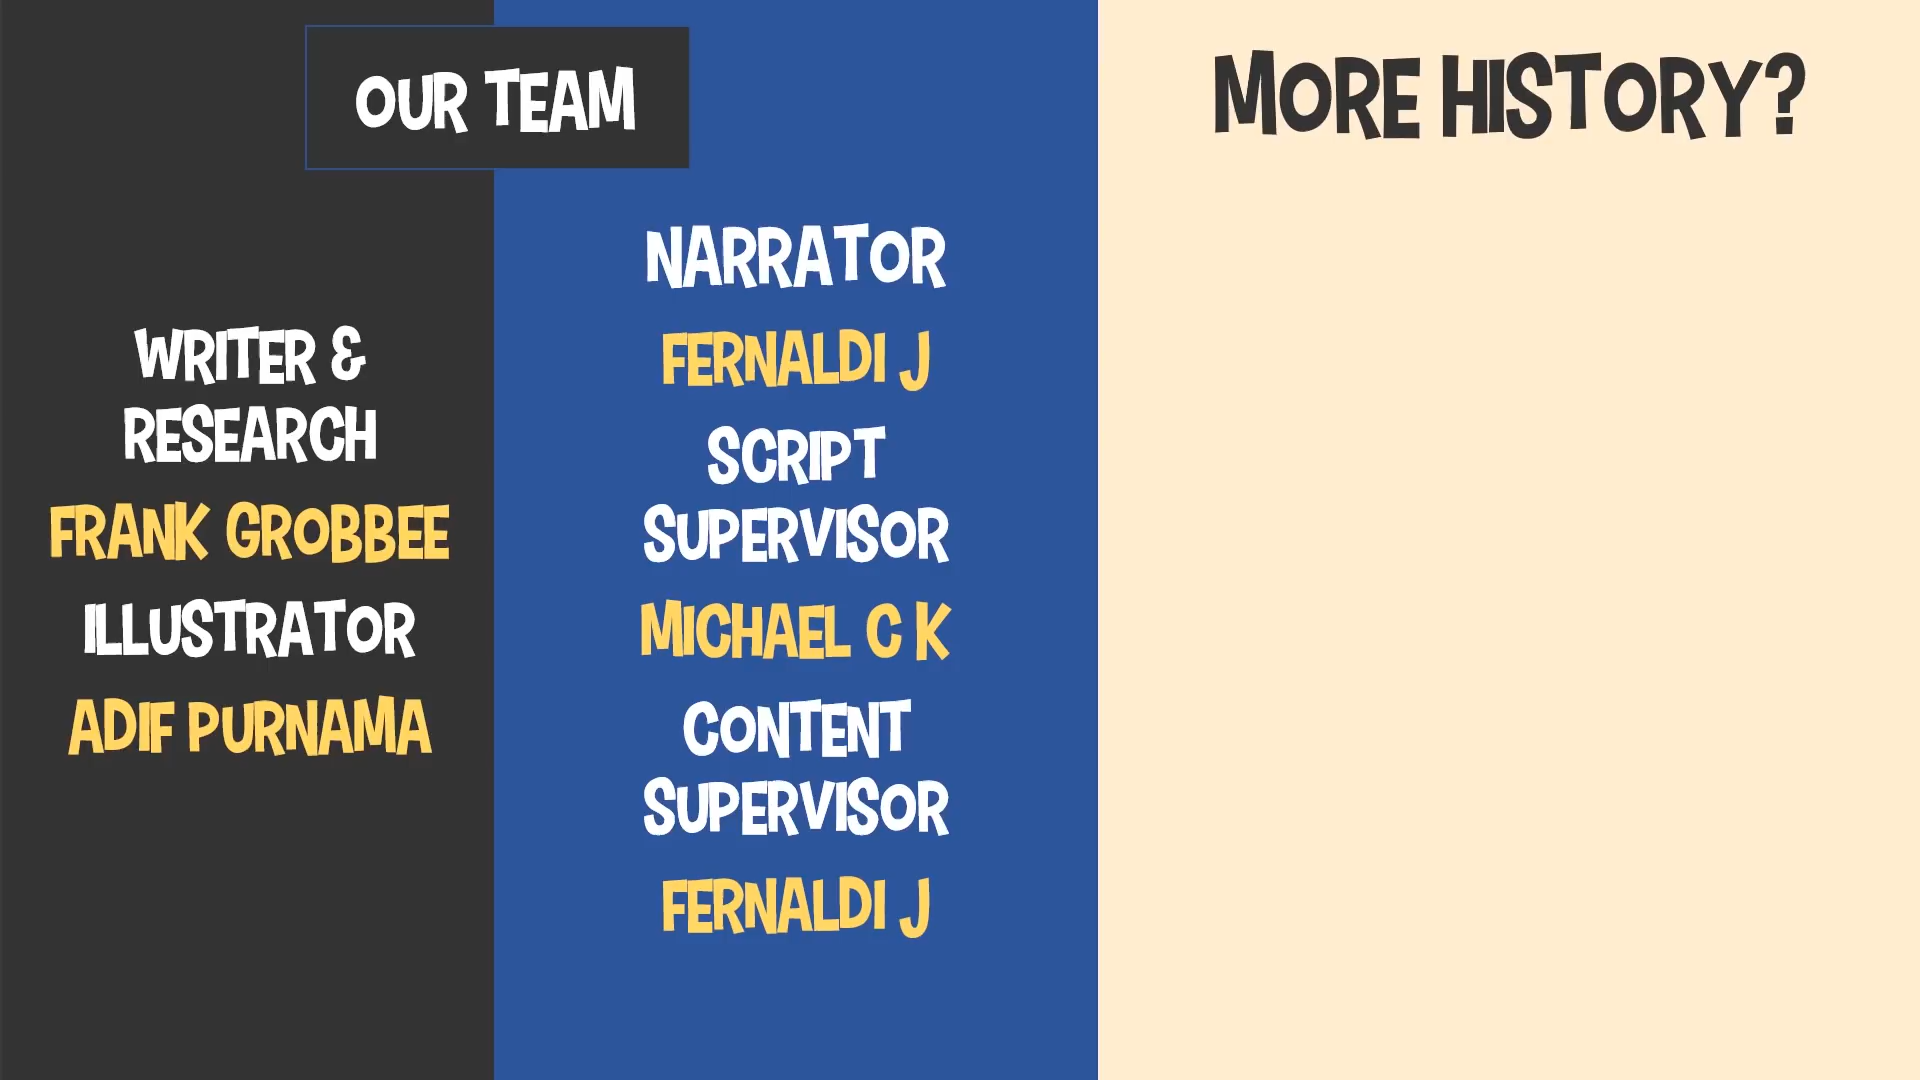 OUR TEAM
WRITER &
RESEARCH
FRANK GROBBEE
ILLUSTRATOR
ADIF PURNAMA
NARRATOR
FERNALDI J
SCRIPT
SUPERVISOR
MICHAEL C K
CONTENT
SUPERVISOR
FERNALDI J
MORE HISTORY?